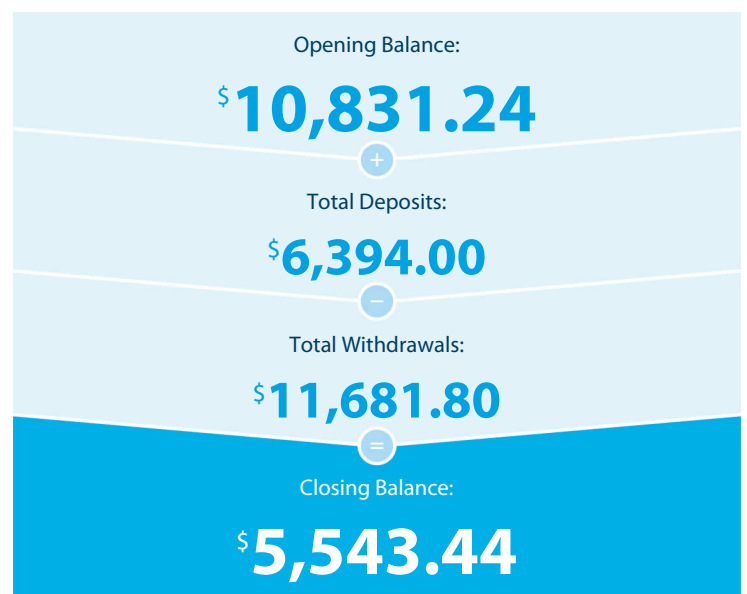 Opening Balance:
$10,831.24
+
Total Deposits:
$6,394.00
−
Total Withdrawals:
$11,681.80
=
Closing Balance:
$5,543.44